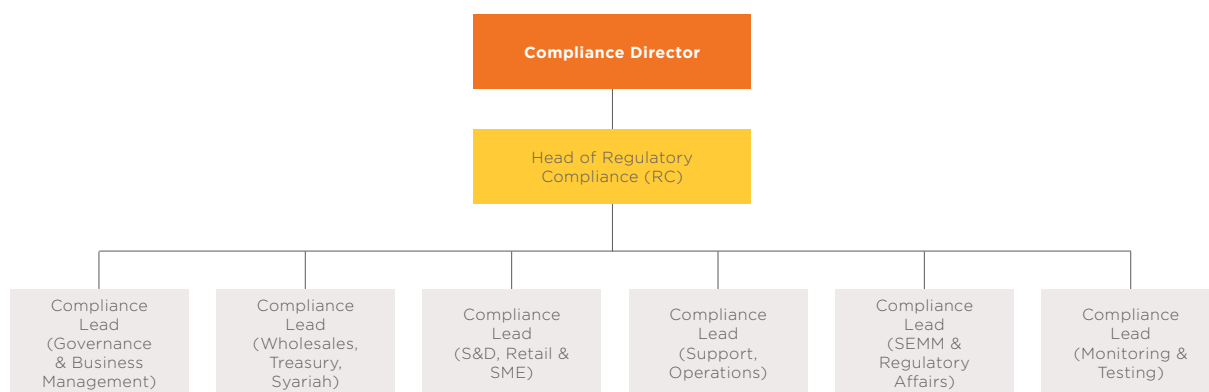 Compliance Director
Head of Regulatory
Compliance (RC)
Compliance
Lead
(Governance
& Business
Management)
Compliance
Lead
(Wholesales,
Treasury,
Syariah)
Compliance
Lead
(S&D, Retail &
SME)
Compliance
Lead
(Support,
Operations)
Compliance
Lead
(SEMM &
Regulatory
Affairs)
Compliance
Lead
(Monitoring &
Testing)